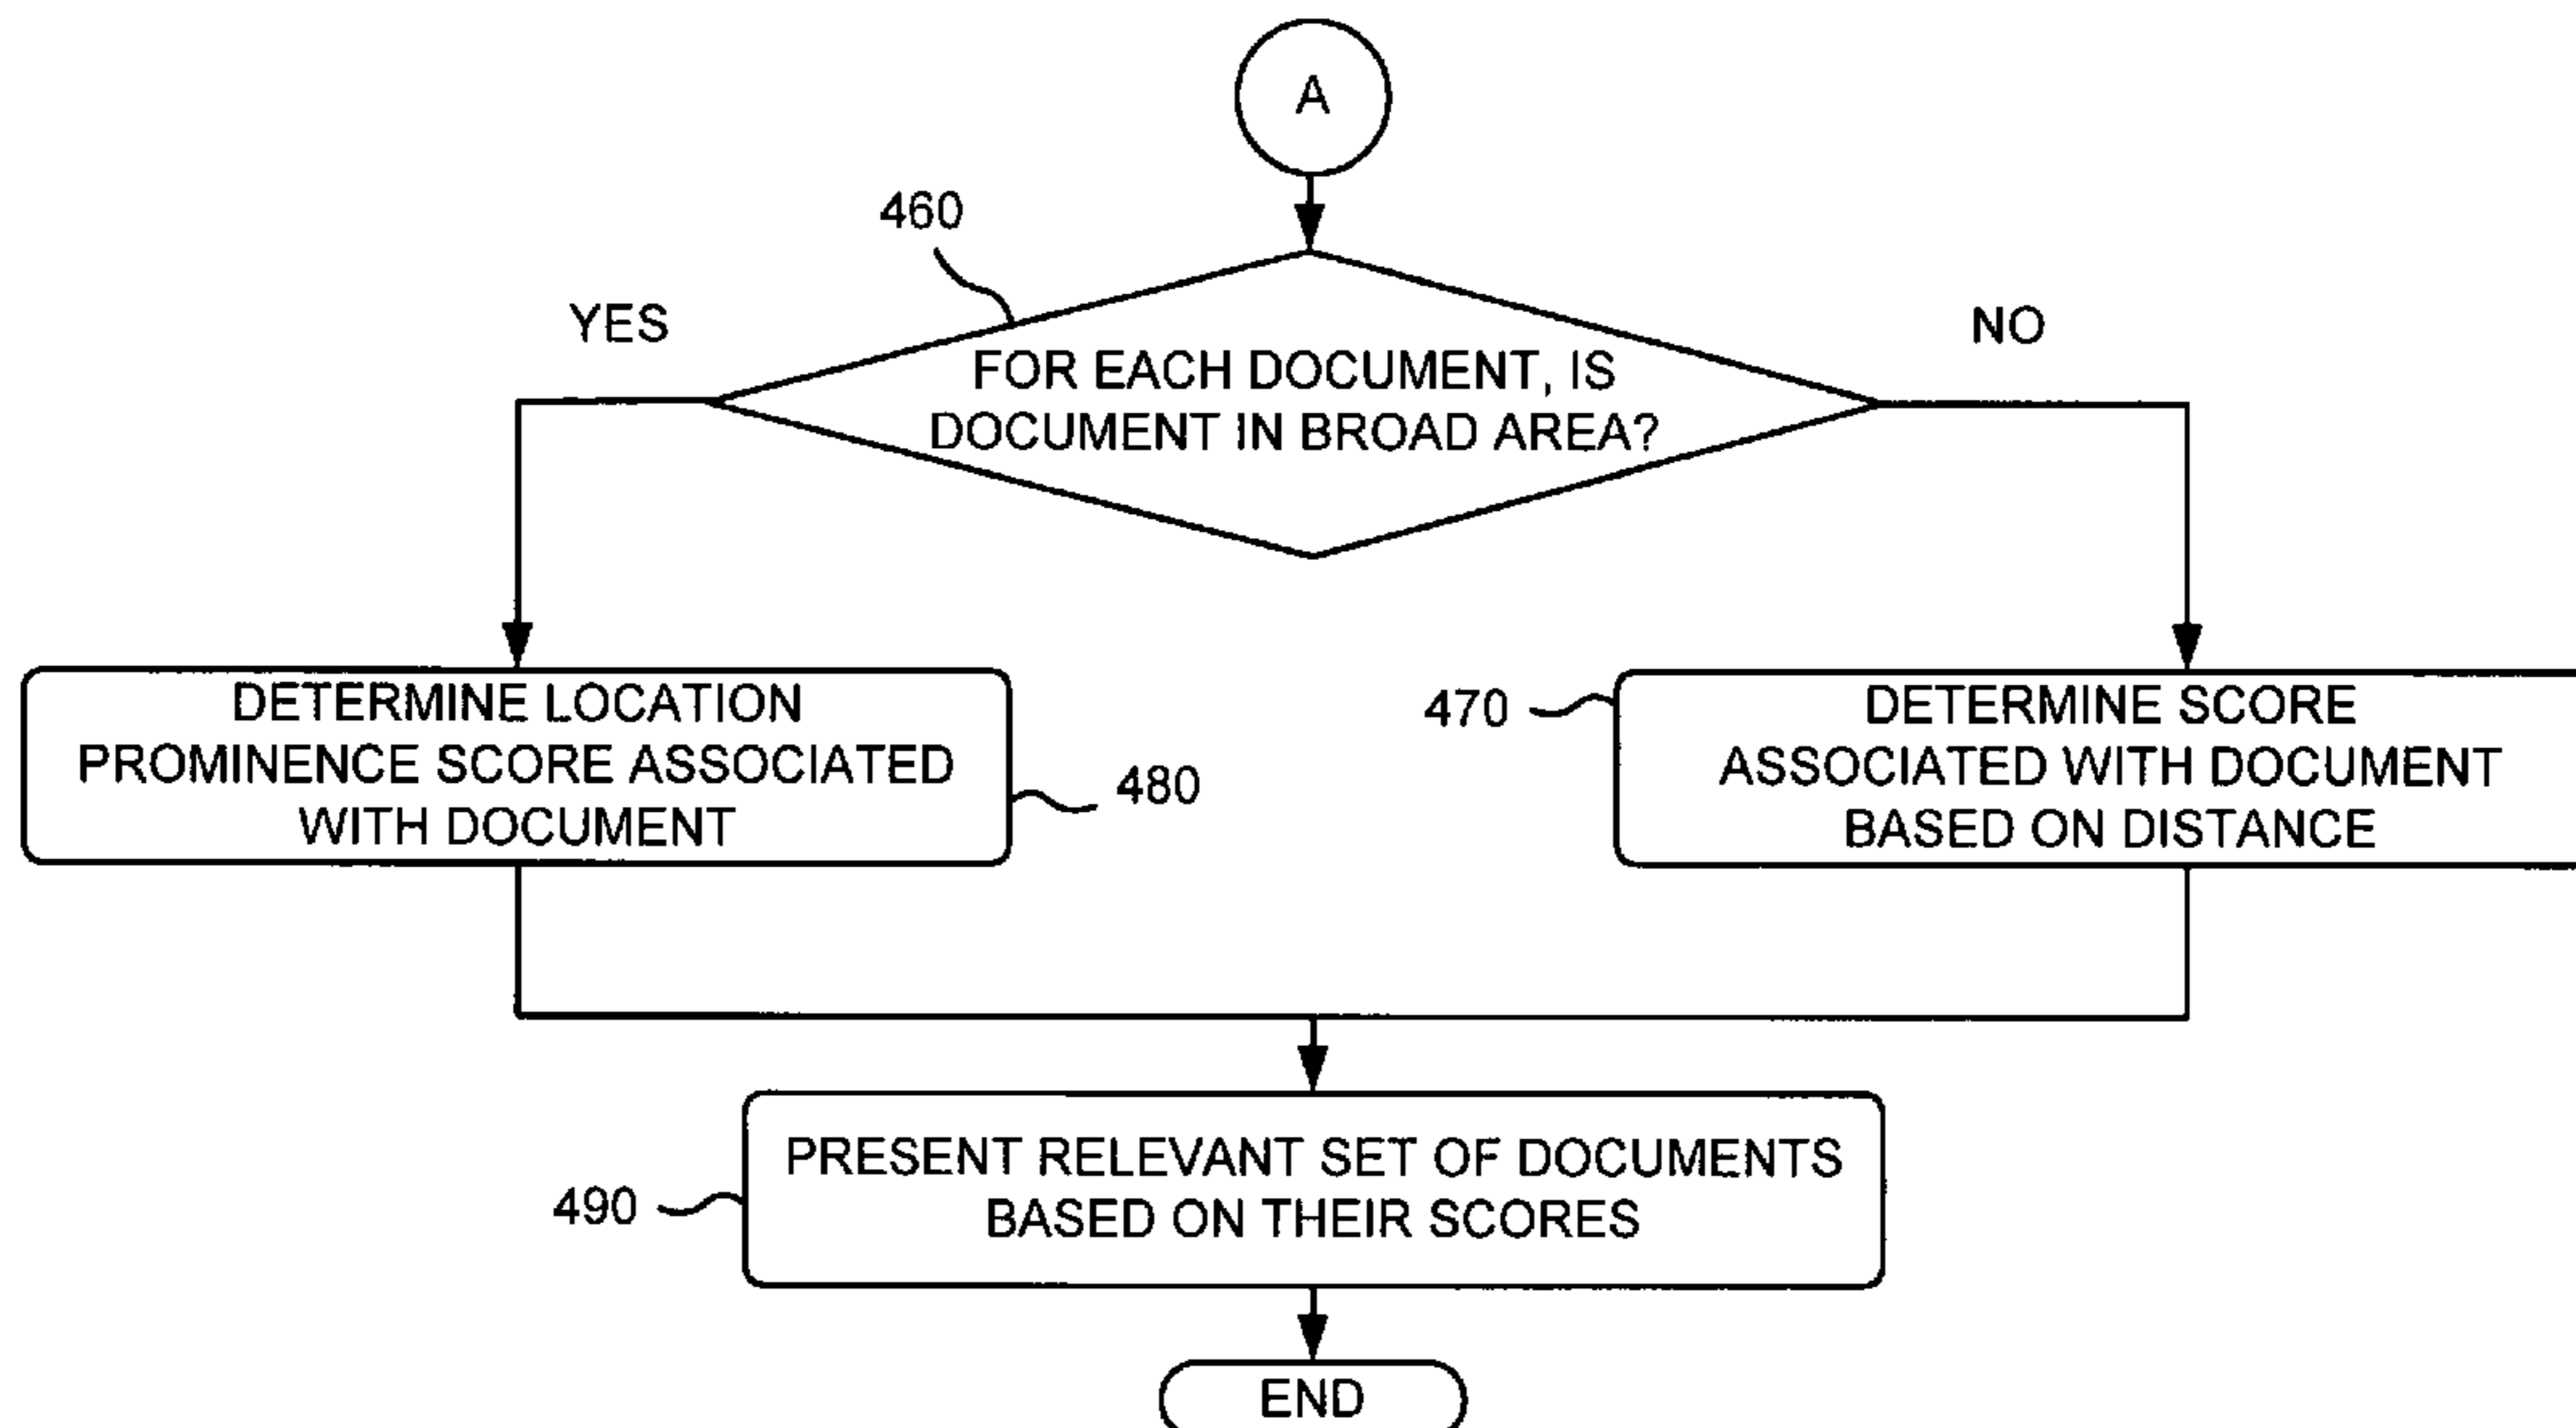 A
460
YES
NO
FOR EACH DOCUMENT, IS
DOCUMENT IN BROAD AREA?
DETERMINE LOCATION
PROMINENCE SCORE ASSOCIATED
WITH DOCUMENT
480
470
DETERMINE SCORE
ASSOCIATED WITH DOCUMENT
BASED ON DISTANCE
490
PRESENT RELEVANT SET OF DOCUMENTS
BASED ON THEIR SCORES
END